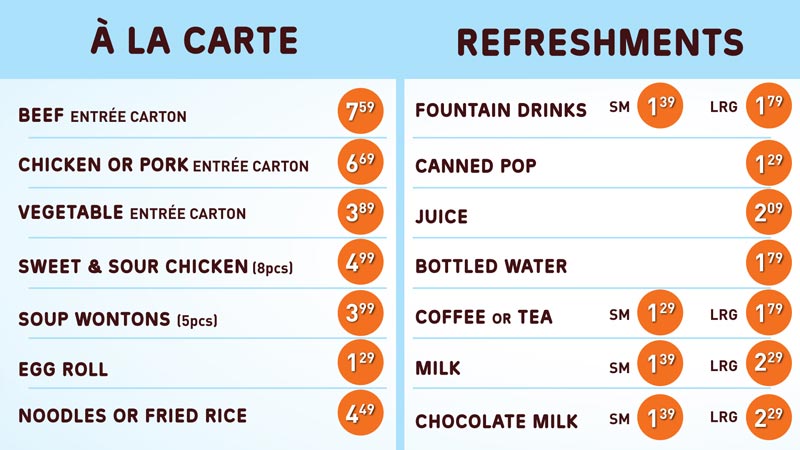 À LA CARTE
BEEF ENTRÉE CARTON 7 59
CHICKEN OR PORK ENTRÉE CARTON 6 69
VEGETABLE ENTRÉE CARTON 3 89
SWEET & SOUR CHICKEN (8pcs) 4 99
SOUP WONTONS (5pcs) 3 99
EGG ROLL 1 29
NOODLES OR FRIED RICE 4 49
REFRESHMENTS
FOUNTAIN DRINKS SM 1 39 LRG 1 79
CANNED POP 1 29
JUICE 2 09
BOTTLED WATER 1 79
COFFEE OR TEA SM 1 29 LRG 1 79
MILK SM 1 39 LRG 2 29
CHOCOLATE MILK SM 1 39 LRG 2 29